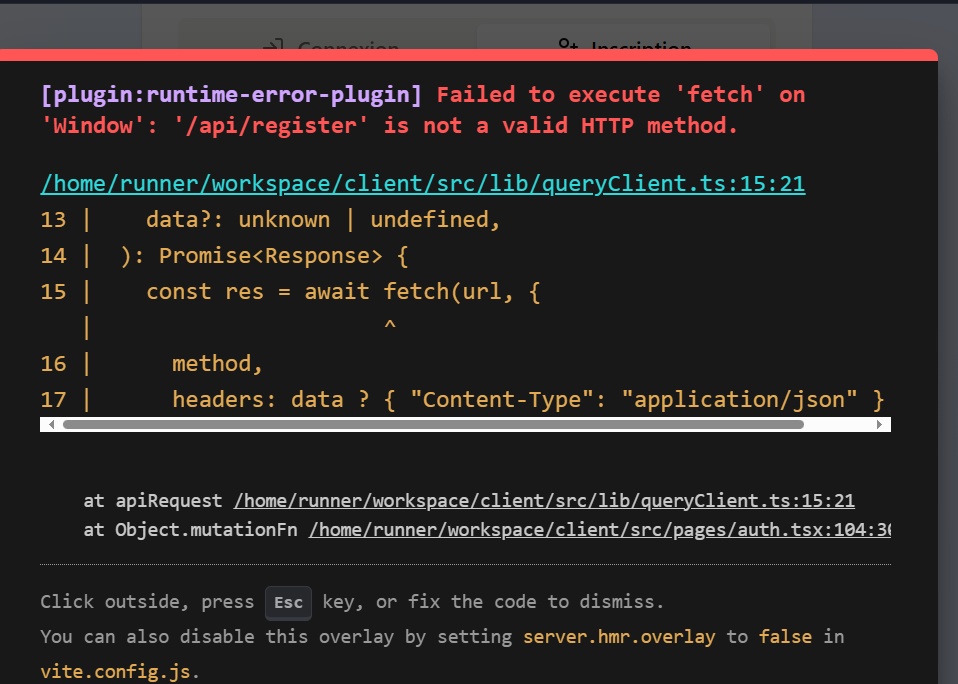 Connexion
Inscription
[plugin:runtime-error-plugin] Failed to execute 'fetch' on
'Window': '/api/register' is not a valid HTTP method.
/home/runner/workspace/client/src/lib/queryClient.ts:15:21
13 |    data?: unknown | undefined,
14 |  ): Promise<Response> {
15 |    const res = await fetch(url, {
   |                      ^
16 |      method,
17 |      headers: data ? { "Content-Type": "application/json" }
at apiRequest /home/runner/workspace/client/src/lib/queryClient.ts:15:21
at Object.mutationFn /home/runner/workspace/client/src/pages/auth.tsx:104:30
Click outside, press Esc key, or fix the code to dismiss.
You can also disable this overlay by setting server.hmr.overlay to false in
vite.config.js.